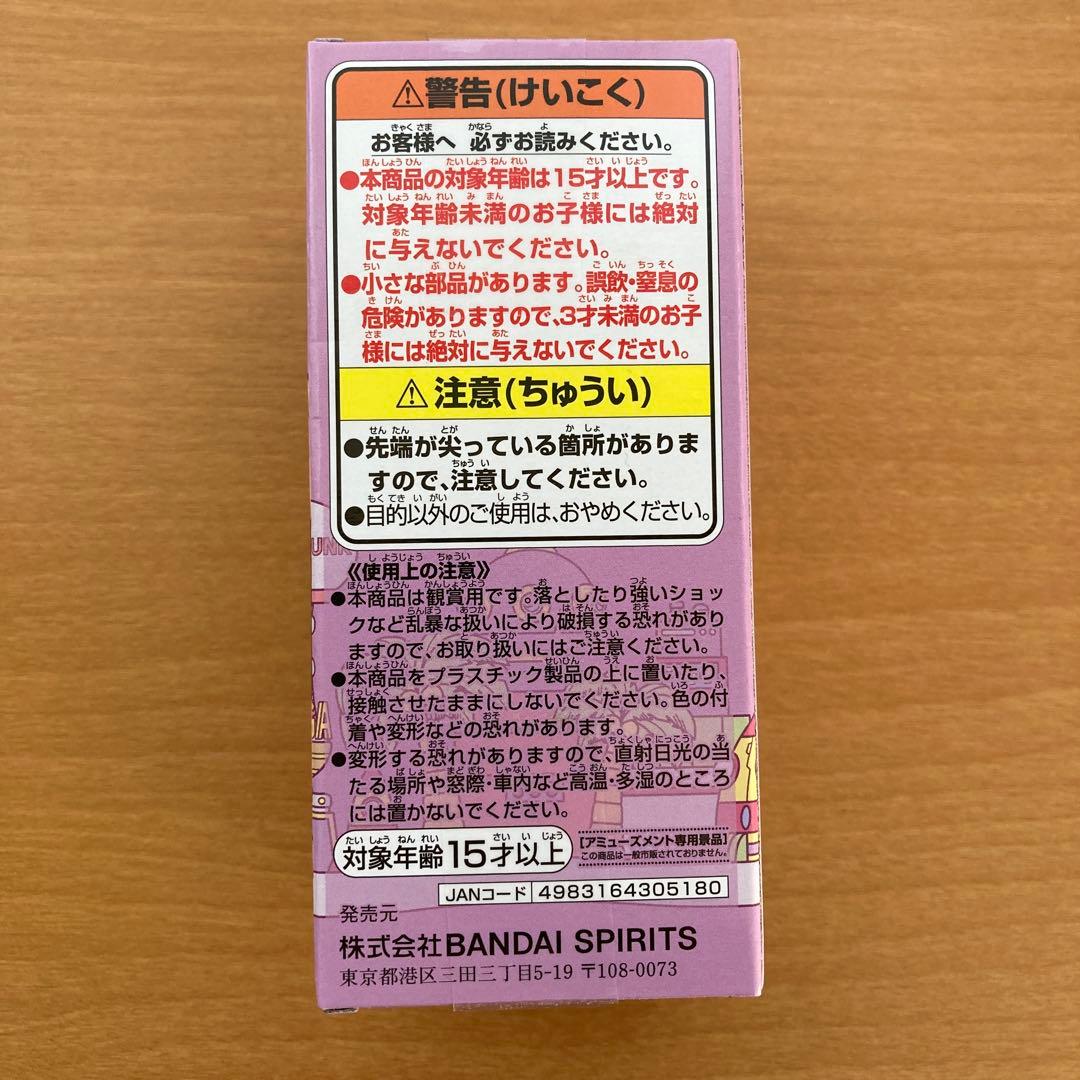 ⚠警告(けいこく)
お客様へ 必ずお読みください。
●本商品の対象年齢は15才以上です。
対象年齢未満のお子様には絶対
に与えないでください。
●小さな部品があります。誤飲・窒息の
危険がありますので、3才未満のお子
様には絶対に与えないでください。
⚠注意(ちゅうい)
●先端が尖っている箇所がありま
すので、注意してください。
●目的以外のご使用は、おやめください。
UNK
《使用上の注意》
●本商品は観賞用です。落としたり強いショッ
クなど乱暴な扱いにより破損する恐れがあり
ますので、お取り扱いにはご注意ください。
●本商品をプラスチック製品の上に置いたり、
接触させたままにしないでください。色の付
着や変形などの恐れがあります。
●変形する恐れがありますので、直射日光の当
たる場所や窓際・車内など高温・多湿のところ
には置かないでください。
対象年齢15才以上
[アミューズメント専用景品]
この商品は一般市販されておりません。
JANコード 4983164305180
発売元
株式会社BANDAI SPIRITS
東京都港区三田三丁目5-19 〒108-0073